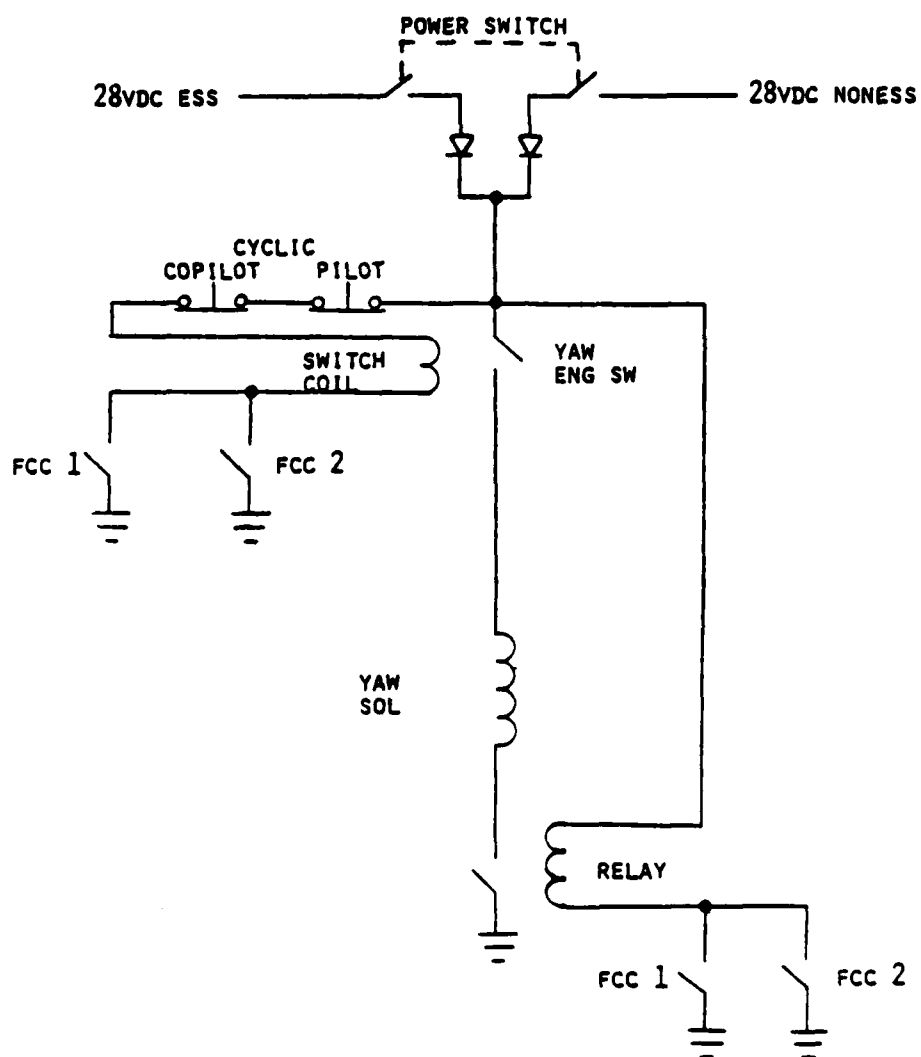 POWER SWITCH
28VDC ESS
28VDC NONESS
CYCLIC
COPILOT
PILOT
SWITCH
COIL
YAW
ENG SW
FCC 1
FCC 2
YAW
SOL
RELAY
FCC 1
FCC 2